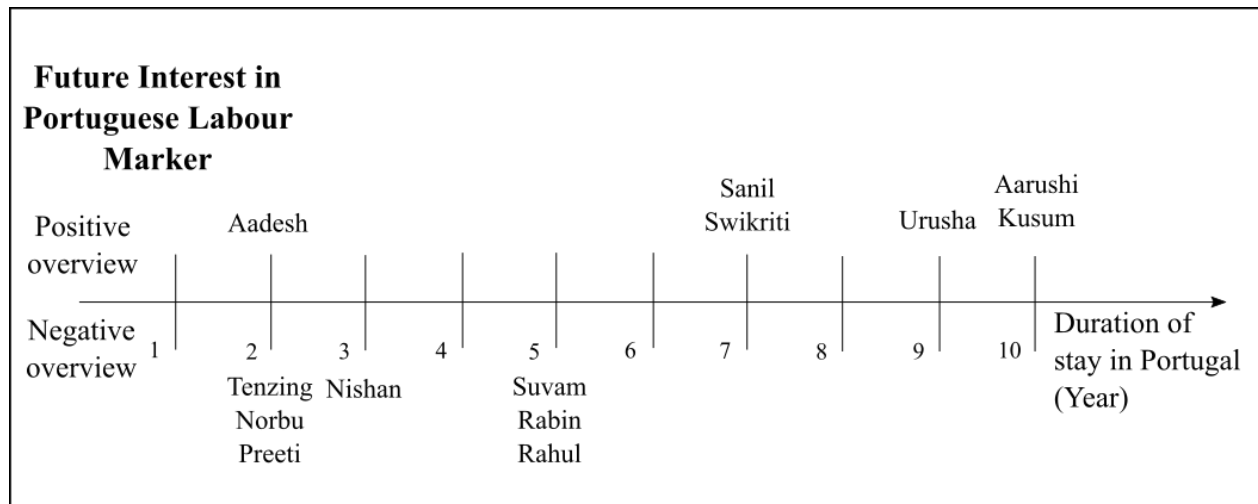 Future Interest in
Portuguese Labour
Marker
Positive
overview
Aadesh
Sanil
Swikriti
Urusha
Aarushi
Kusum
Negative
overview
1 2 3 4 5 6 7 8 9 10
Duration of
stay in Portugal
(Year)
Tenzing
Norbu
Preeti
Nishan
Suvam
Rabin
Rahul